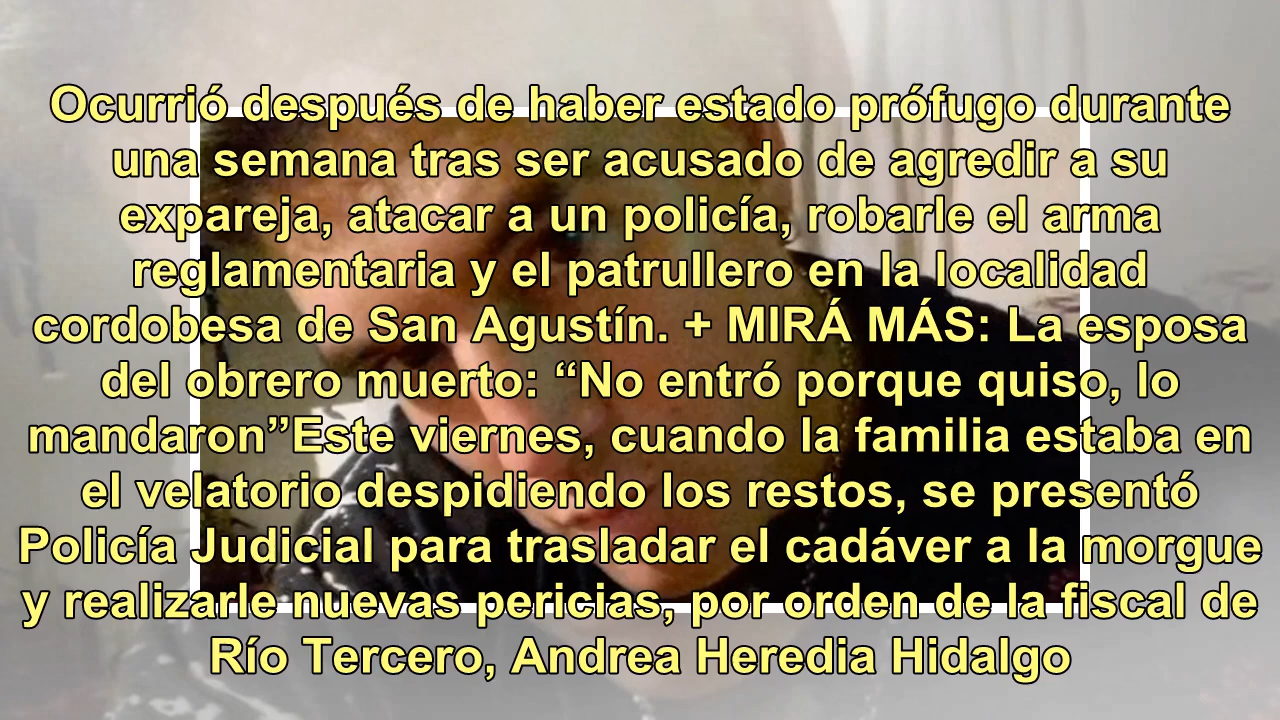 Ocurrió después de haber estado prófugo durante
una semana tras ser acusado de agredir a su
expareja, atacar a un policía, robarle el arma
reglamentaria y el patrullero en la localidad
cordobesa de San Agustín. + MIRÁ MÁS: La esposa
del obrero muerto: “No entró porque quiso, lo
mandaron”Este viernes, cuando la familia estaba en
el velatorio despidiendo los restos, se presentó
Policía Judicial para trasladar el cadáver a la morgue
y realizarle nuevas pericias, por orden de la fiscal de
Río Tercero, Andrea Heredia Hidalgo